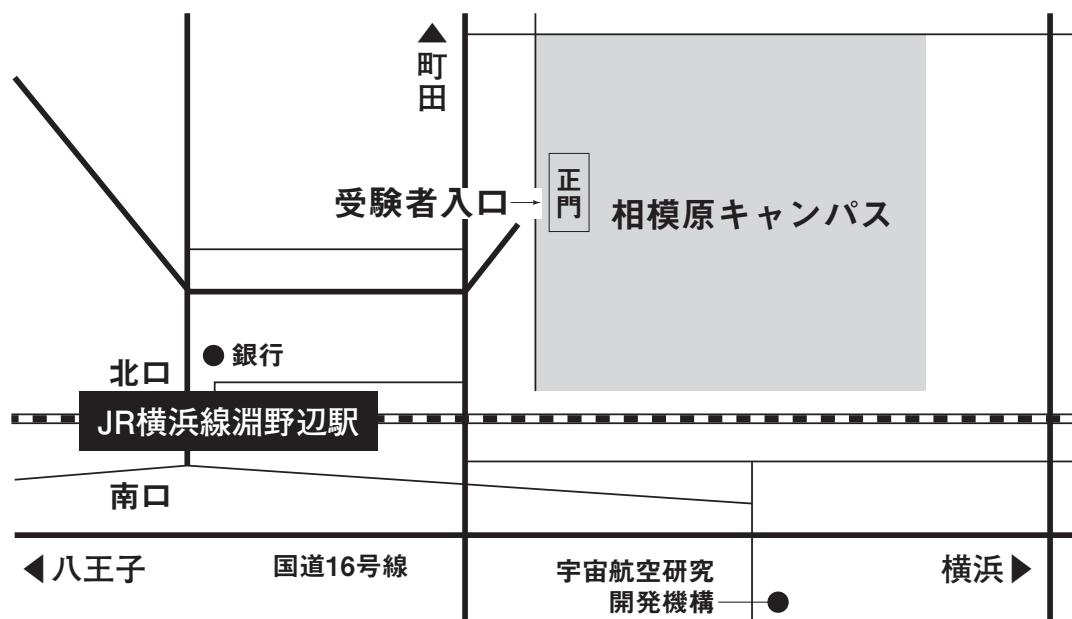 ▲
町
田
受験者入口
正
門
相模原キャンパス
北口
銀行
JR横浜線淵野辺駅
南口
八王子
国道16号線
宇宙航空研究
開発機構
横浜